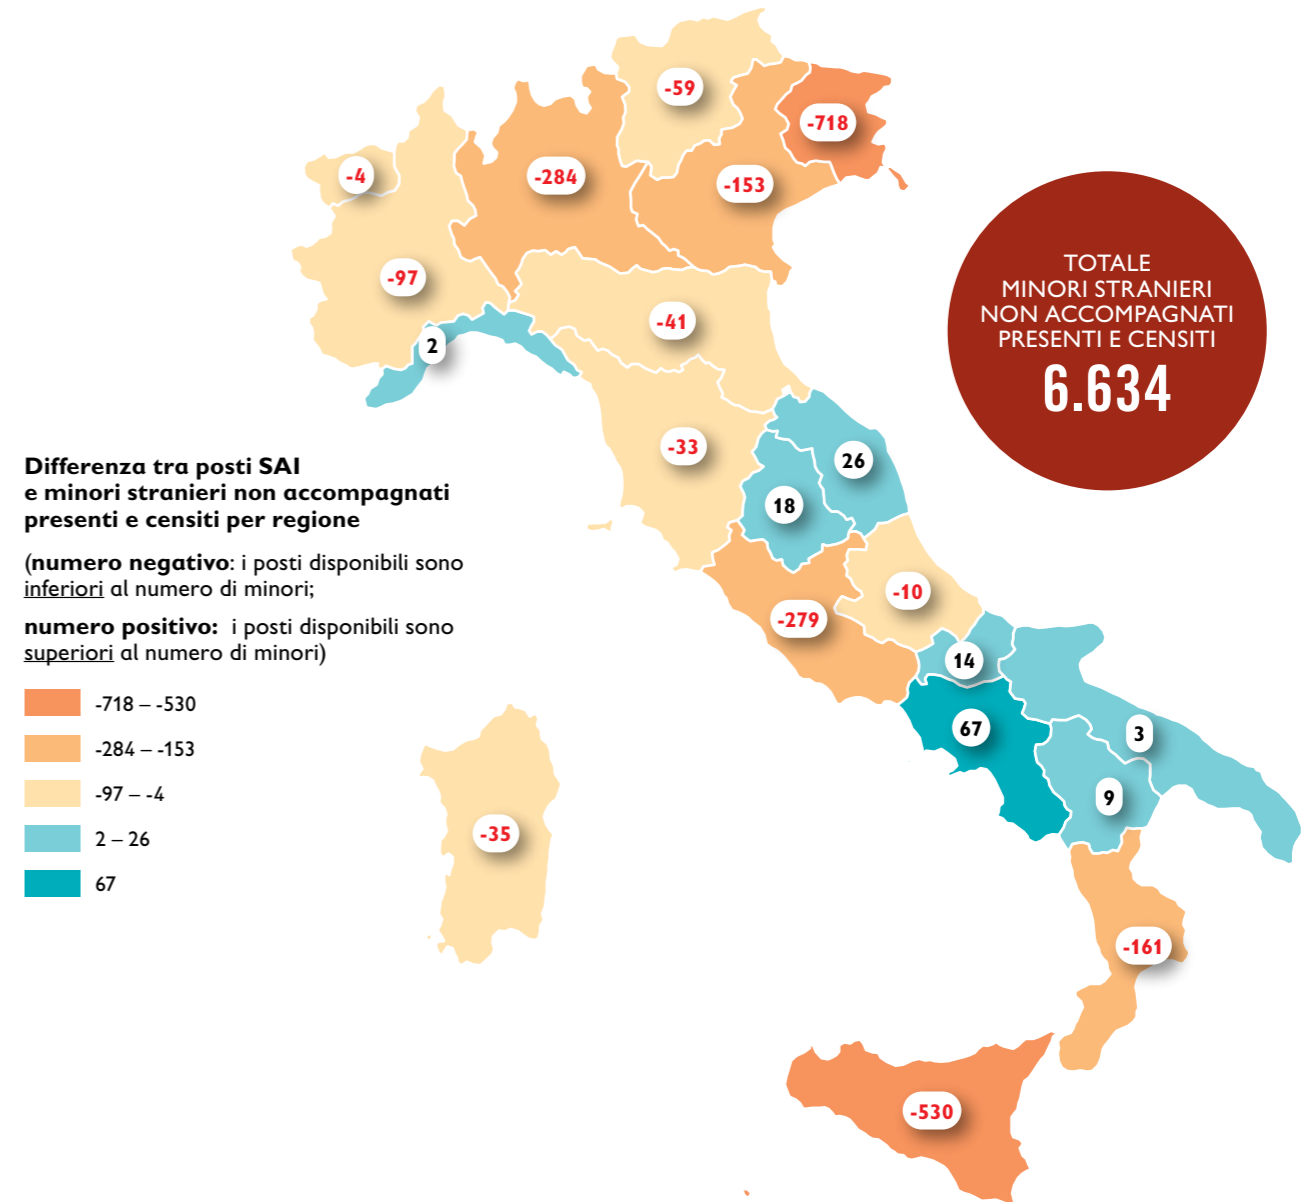 -59
-718
-4
-284
-153
-97
-41
2
TOTALE
MINORI STRANIERI
NON ACCOMPAGNATI
PRESENTI E CENSITI
6.634
-33
26
18
Differenza tra posti SAI
e minori stranieri non accompagnati
presenti e censiti per regione
(numero negativo: i posti disponibili sono
inferiori al numero di minori;
numero positivo: i posti disponibili sono
superiori al numero di minori)
-718 – -530
-284 – -153
-97 – -4
2 – 26
67
-10
-279
14
67
3
9
-35
-161
-530